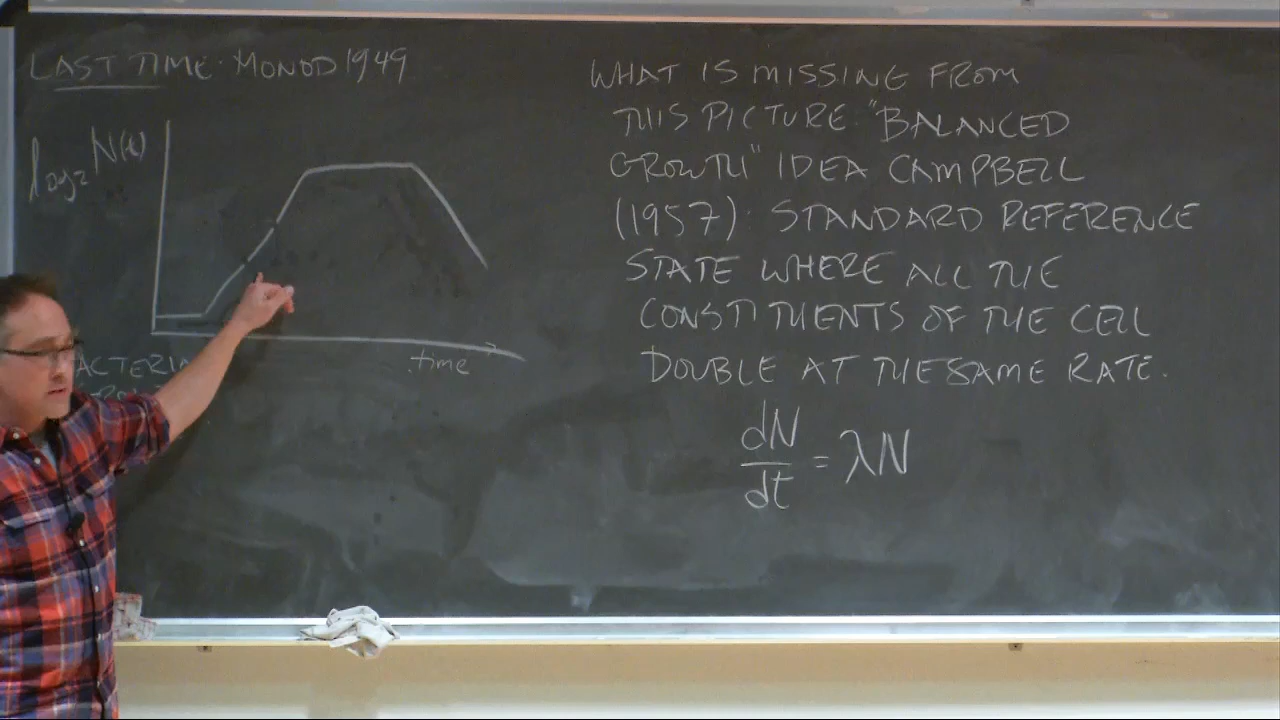 LAST TIME: MONOD 1949
log₂ N(t)
time
WHAT IS MISSING FROM
THIS PICTURE: "BALANCED
GROWTH" IDEA CAMPBELL
(1957): STANDARD REFERENCE
STATE WHERE ALL THE
CONSTITUENTS OF THE CELL
DOUBLE AT THE SAME RATE.
dN/dt = λN